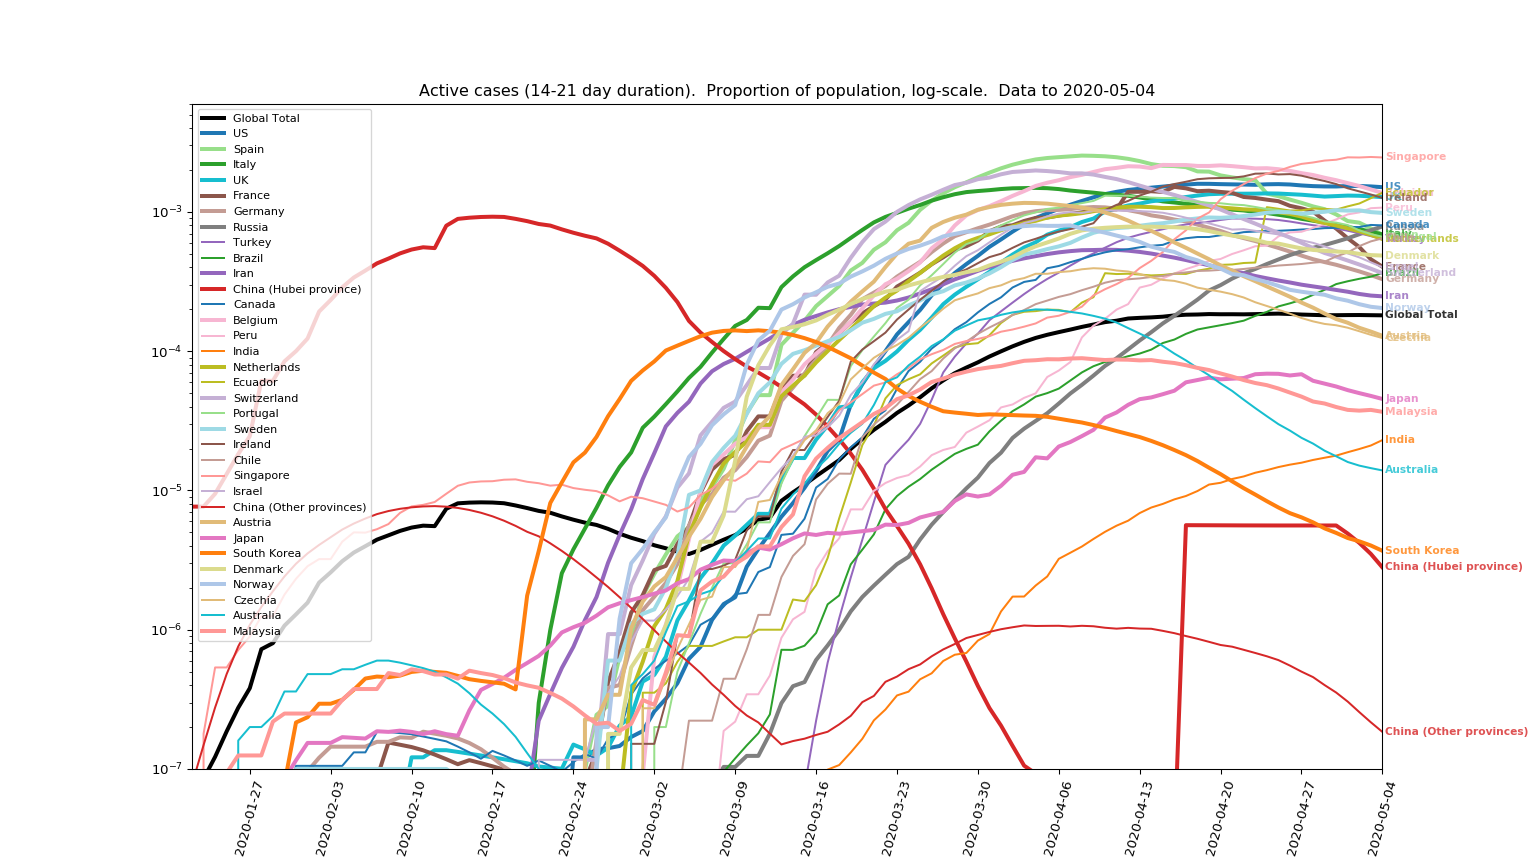 Active cases (14-21 day duration).  Proportion of population, log-scale.  Data to 2020-05-04
Global Total
US
Spain
Italy
UK
France
Germany
Russia
Turkey
Brazil
Iran
China (Hubei province)
Canada
Belgium
Peru
India
Netherlands
Ecuador
Switzerland
Portugal
Sweden
Ireland
Chile
Singapore
Israel
China (Other provinces)
Austria
Japan
South Korea
Denmark
Norway
Czechia
Australia
Malaysia
10⁻³
10⁻⁴
10⁻⁵
10⁻⁶
10⁻⁷
2020-01-27
2020-02-03
2020-02-10
2020-02-17
2020-02-24
2020-03-02
2020-03-09
2020-03-16
2020-03-23
2020-03-30
2020-04-06
2020-04-13
2020-04-20
2020-04-27
2020-05-04
Singapore
US
Ireland
Peru
Sweden
Canada
Denmark
France
Germany
Iran
Norway
Global Total
Czechia
Japan
Malaysia
India
Australia
South Korea
China (Hubei province)
China (Other provinces)